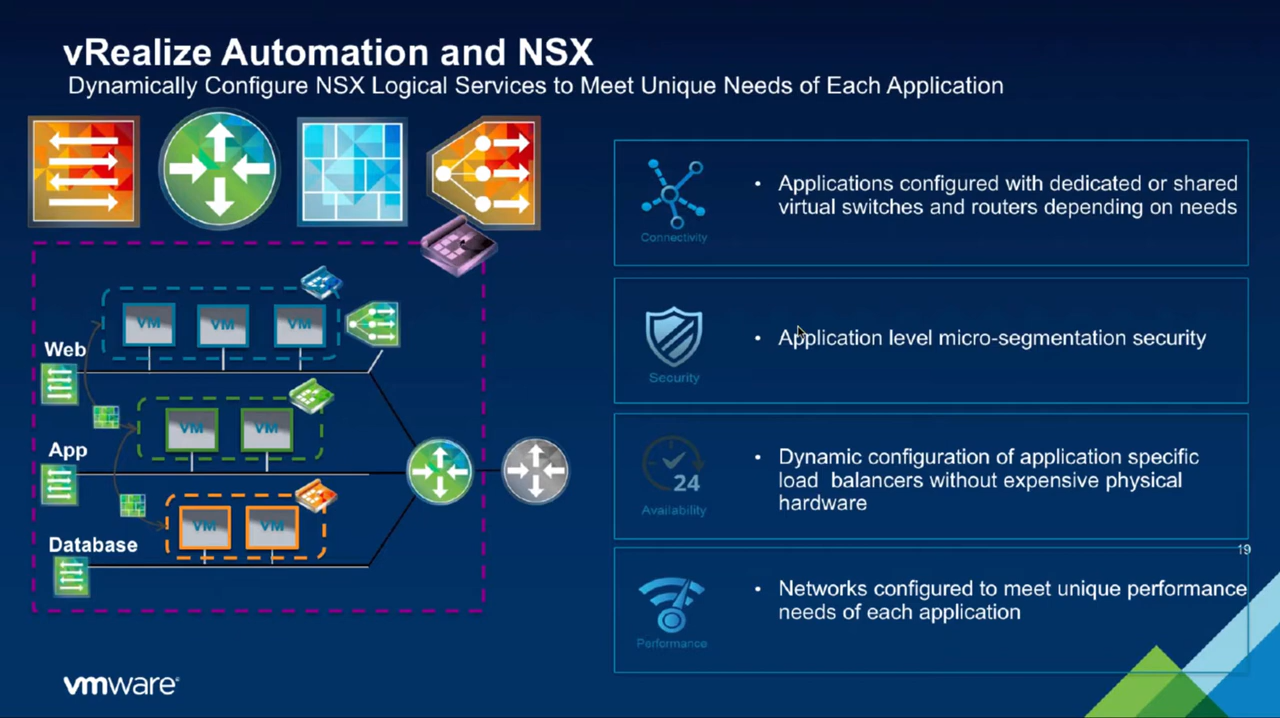 vRealize Automation and NSX
Dynamically Configure NSX Logical Services to Meet Unique Needs of Each Application
Connectivity
• Applications configured with dedicated or shared
virtual switches and routers depending on needs
Security
• Application level micro-segmentation security
24
Availability
• Dynamic configuration of application specific
load balancers without expensive physical
hardware
19
Performance
• Networks configured to meet unique performance
needs of each application
VM VM VM
Web
VM VM
App
VM VM
Database
vmware